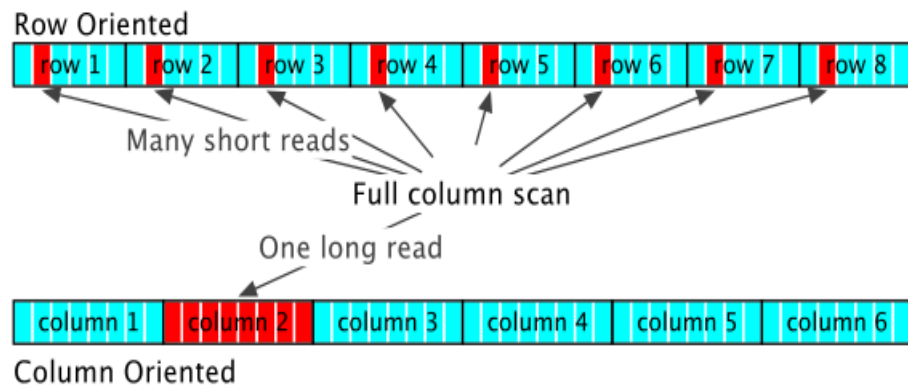 Row Oriented
row 1 row 2 row 3 row 4 row 5 row 6 row 7 row 8
Many short reads
Full column scan
One long read
column 1 column 2 column 3 column 4 column 5 column 6
Column Oriented